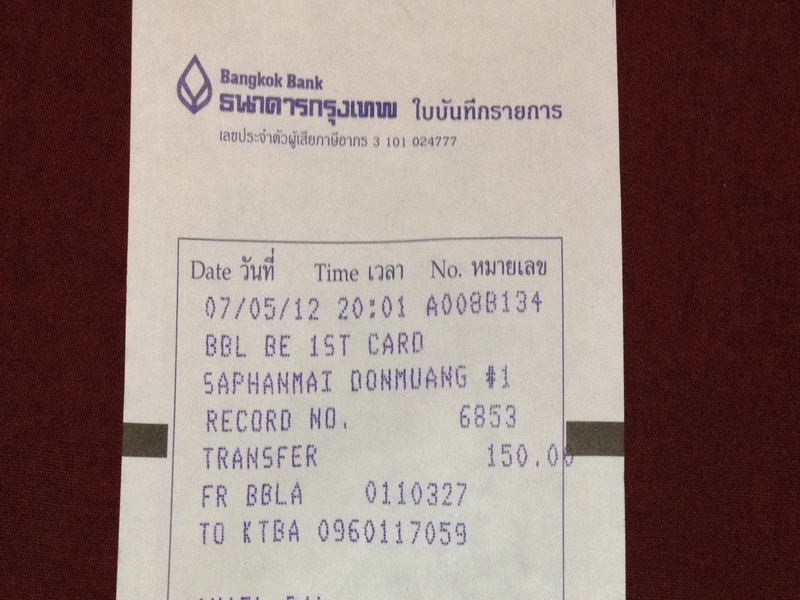 Bangkok Bank
ธนาคารกรุงเทพ ใบบันทึกรายการ
เลขประจำตัวผู้เสียภาษีอากร 3 101 024777
Date วันที่ Time เวลา No. หมายเลข
07/05/12 20:01 A008B134
BBL BE 1ST CARD
SAPHANMAI DONMUANG #1
RECORD NO. 6853
TRANSFER 150.00
FR BBLA 0110327
TO KTBA 0960117059